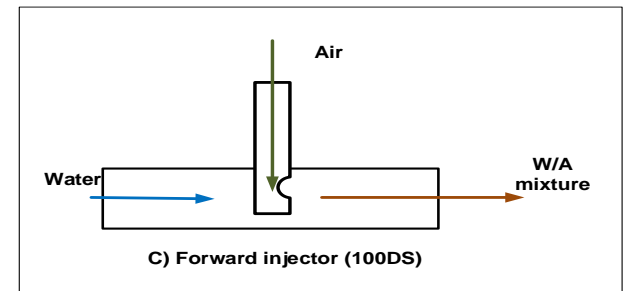 Air
Water
W/A
mixture
C) Forward injector (100DS)